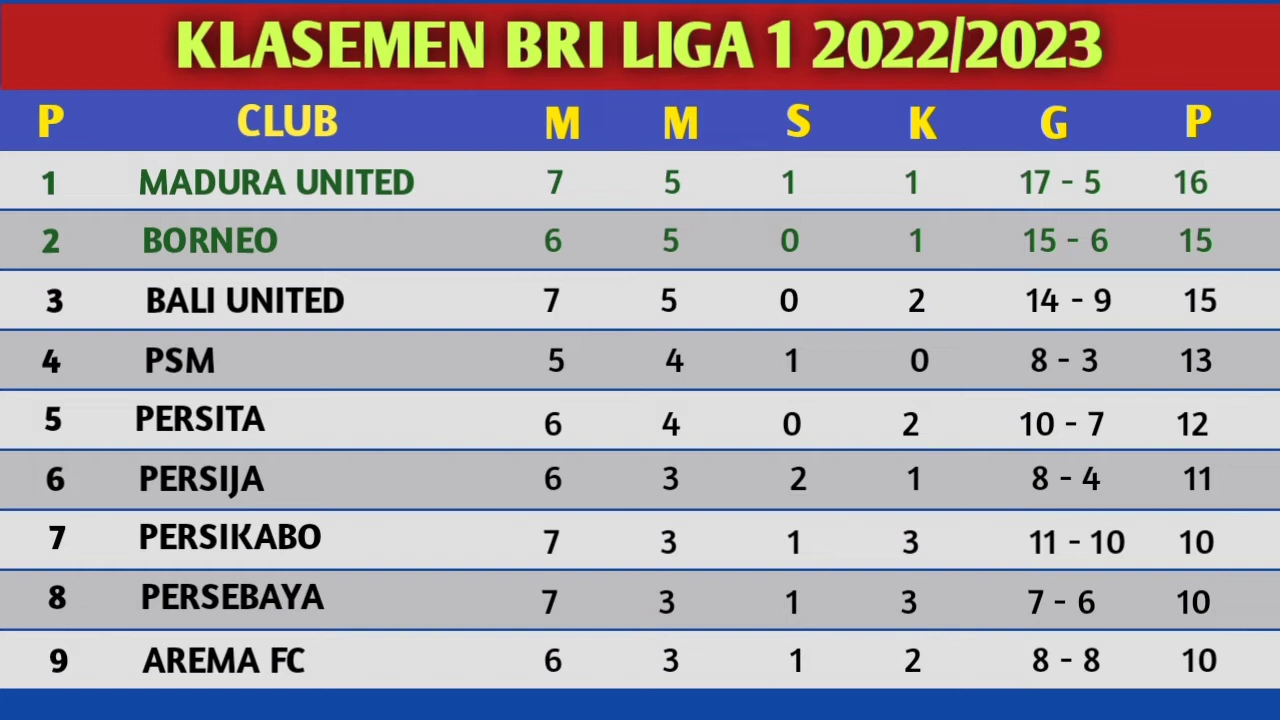 KLASEMEN BRI LIGA 1 2022/2023
P CLUB M M S K G P
1 MADURA UNITED 7 5 1 1 17 - 5 16
2 BORNEO 6 5 0 1 15 - 6 15
3 BALI UNITED 7 5 0 2 14 - 9 15
4 PSM 5 4 1 0 8 - 3 13
5 PERSITA 6 4 0 2 10 - 7 12
6 PERSIJA 6 3 2 1 8 - 4 11
7 PERSIKABO 7 3 1 3 11 - 10 10
8 PERSEBAYA 7 3 1 3 7 - 6 10
9 AREMA FC 6 3 1 2 8 - 8 10